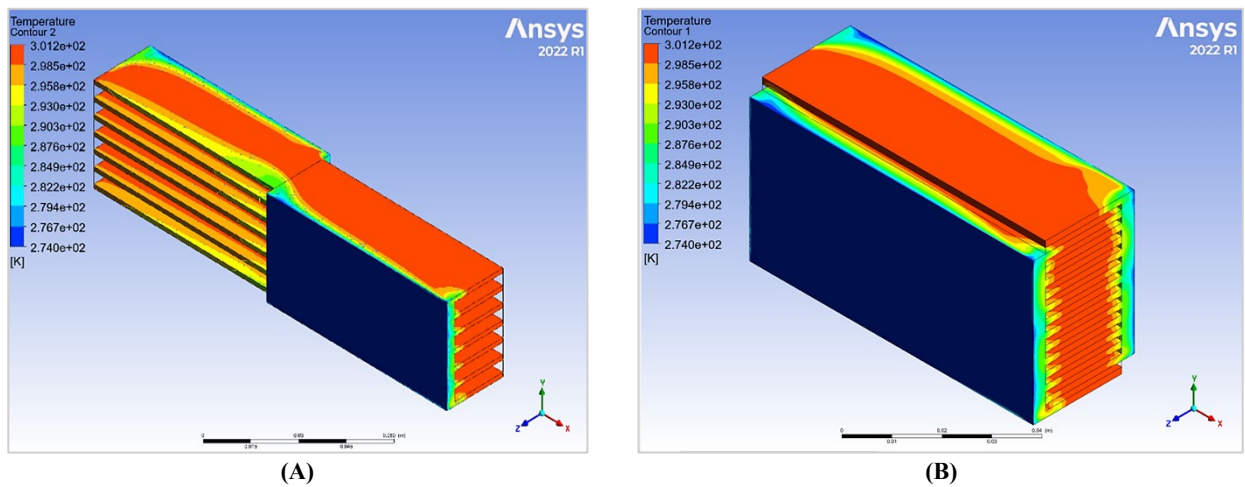 Temperature
Contour 2
3.012e+02
2.985e+02
2.958e+02
2.930e+02
2.903e+02
2.876e+02
2.849e+02
2.822e+02
2.794e+02
2.767e+02
2.740e+02
[K]
Ansys
2022 R1
Y
Z
X
0
(m)
(A)
Temperature
Contour 1
3.012e+02
2.985e+02
2.958e+02
2.930e+02
2.903e+02
2.876e+02
2.849e+02
2.822e+02
2.794e+02
2.767e+02
2.740e+02
[K]
Ansys
2022 R1
Y
Z
X
0 0.02 0.04 (m)
0.01 0.03
(B)